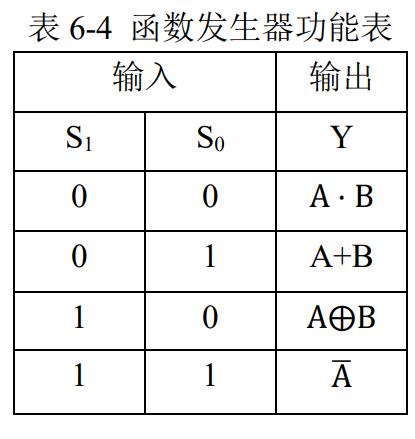 表 6-4 函数发生器功能表
输入 输出
S₁ S₀ Y
0 0 A · B
0 1 A+B
1 0 A⊕B
1 1 A̅